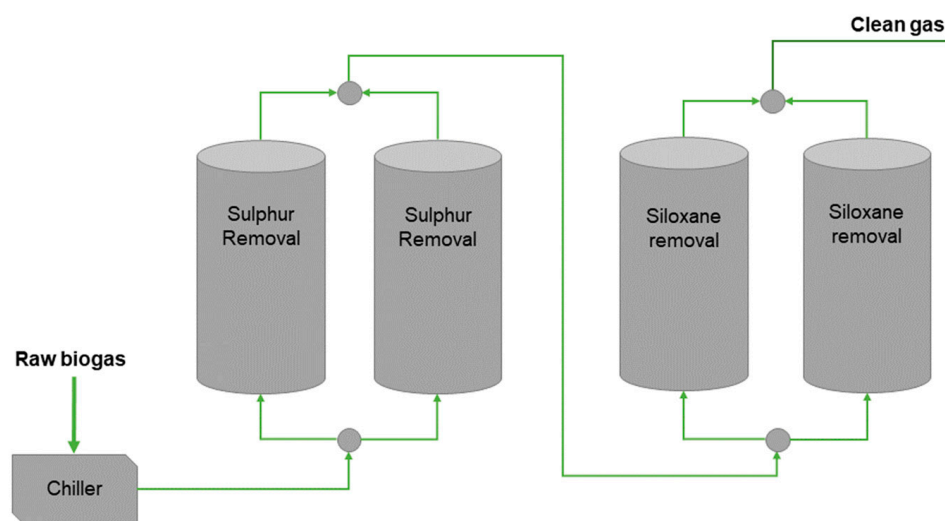 Clean gas
Sulphur
Removal
Sulphur
Removal
Siloxane
removal
Siloxane
removal
Raw biogas
Chiller